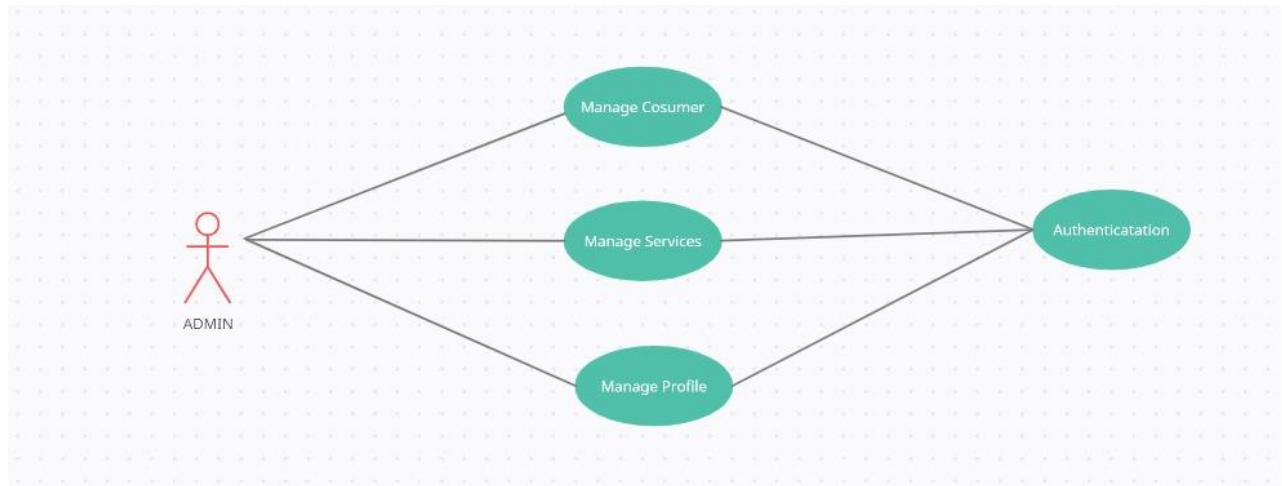 Manage Cosumer
Manage Services
Authenticatation
ADMIN
Manage Profile